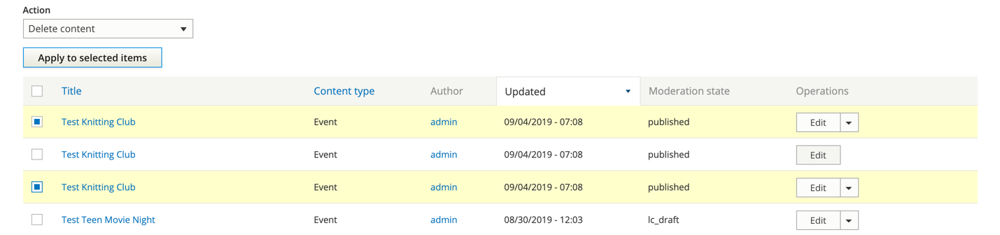 Action
Delete content
Apply to selected items
Title Content type Author Updated Moderation state Operations
Test Knitting Club Event admin 09/04/2019 - 07:08 published Edit
Test Knitting Club Event admin 09/04/2019 - 07:08 published Edit
Test Knitting Club Event admin 09/04/2019 - 07:08 published Edit
Test Teen Movie Night Event admin 08/30/2019 - 12:03 lc_draft Edit